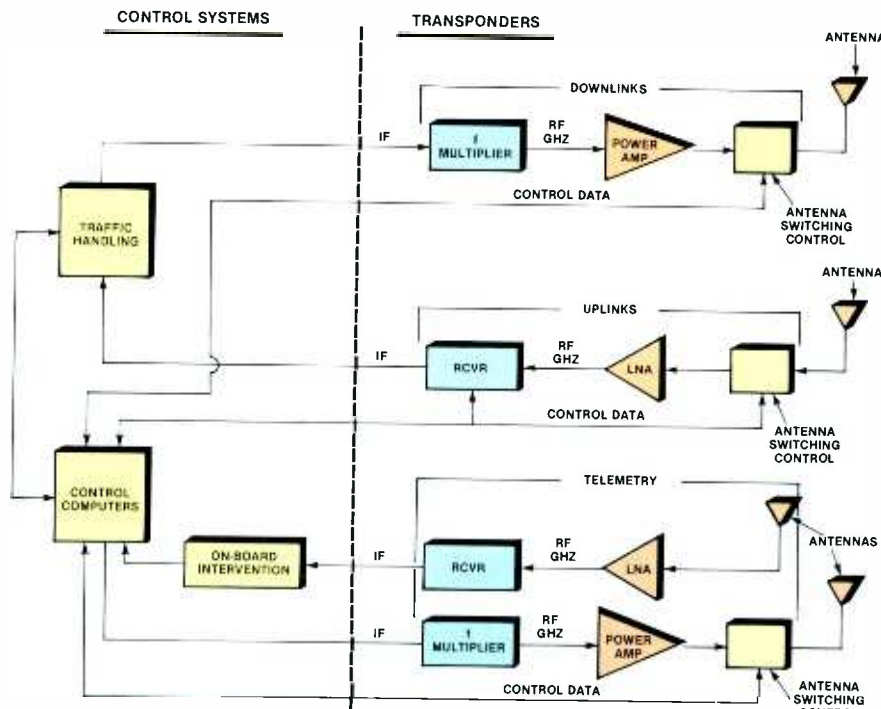 CONTROL SYSTEMS
TRANSPONDERS
ANTENNA
DOWNLINKS
IF
f
MULTIPLIER
RF
GHZ
POWER
AMP
TRAFFIC
HANDLING
CONTROL DATA
ANTENNA
SWITCHING
CONTROL
ANTENNA
UPLINKS
IF
RCVR
RF
GHZ
LNA
CONTROL DATA
ANTENNA
SWITCHING
CONTROL
CONTROL
COMPUTERS
TELEMETRY
ON-BOARD
INTERVENTION
IF
RCVR
RF
GHZ
LNA
ANTENNAS
IF
f
MULTIPLIER
RF
GHZ
POWER
AMP
CONTROL DATA
ANTENNA
SWITCHING